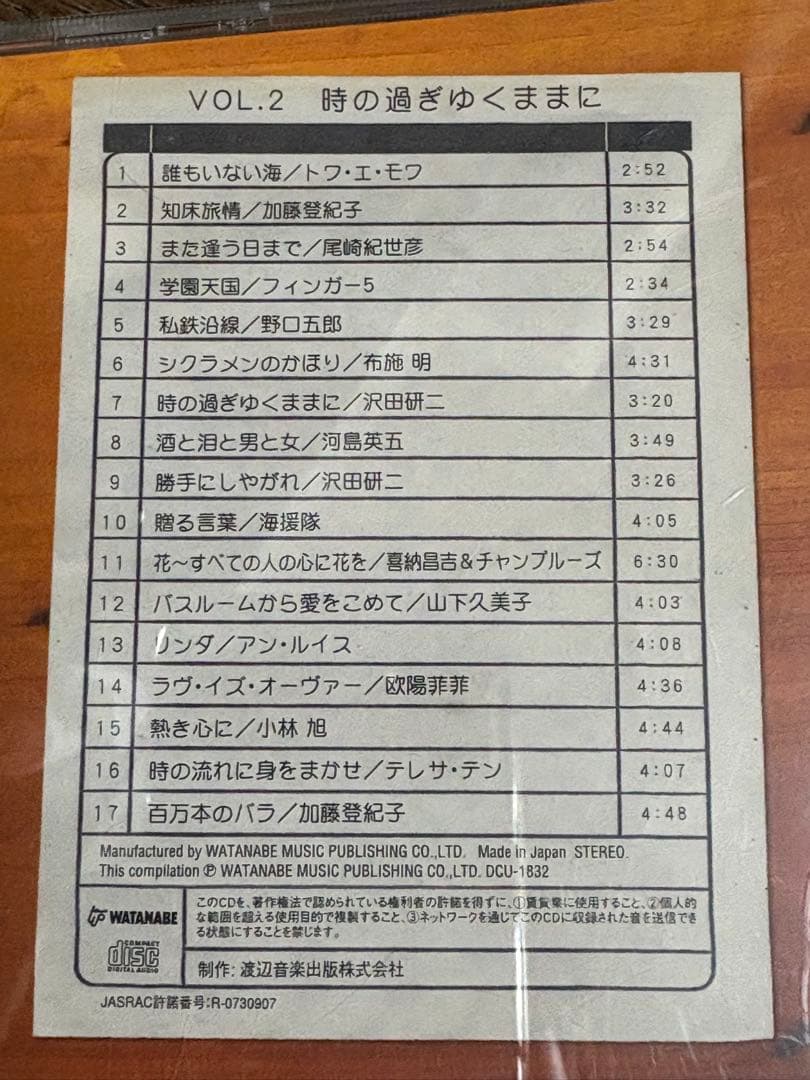 VOL.2 時の過ぎゆくままに
1 誰もいない海／トワ・エ・モワ 2:52
2 知床旅情／加藤登紀子 3:32
3 また逢う日まで／尾崎紀世彦 2:54
4 学園天国／フィンガー5 2:34
5 私鉄沿線／野口五郎 3:29
6 シクラメンのかほり／布施 明 4:31
7 時の過ぎゆくままに／沢田研二 3:20
8 酒と泪と男と女／河島英五 3:49
9 勝手にしやがれ／沢田研二 3:26
10 贈る言葉／海援隊 4:05
11 花〜すべての人の心に花を／喜納昌吉＆チャンプルーズ 6:30
12 バスルームから愛をこめて／山下久美子 4:03
13 リンダ／アン・ルイス 4:08
14 ラヴ・イズ・オーヴァー／欧陽菲菲 4:36
15 熱き心に／小林 旭 4:44
16 時の流れに身をまかせ／テレサ・テン 4:07
17 百万本のバラ／加藤登紀子 4:48
Manufactured by WATANABE MUSIC PUBLISHING CO.,LTD. Made in Japan STEREO.
This compilation Ⓟ WATANABE MUSIC PUBLISHING CO.,LTD. DCU-1832
WATANABE
このCDを、著作権法で認められている権利者の許諾を得ずに、①賃貸業に使用すること、②個人的
な範囲を超える使用目的で複製すること、③ネットワークを通じてこのCDに収録された音を送信でき
る状態にすることを禁じます。
COMPACT
disc
DIGITAL AUDIO
制作: 渡辺音楽出版株式会社
JASRAC許諾番号:R-0730907